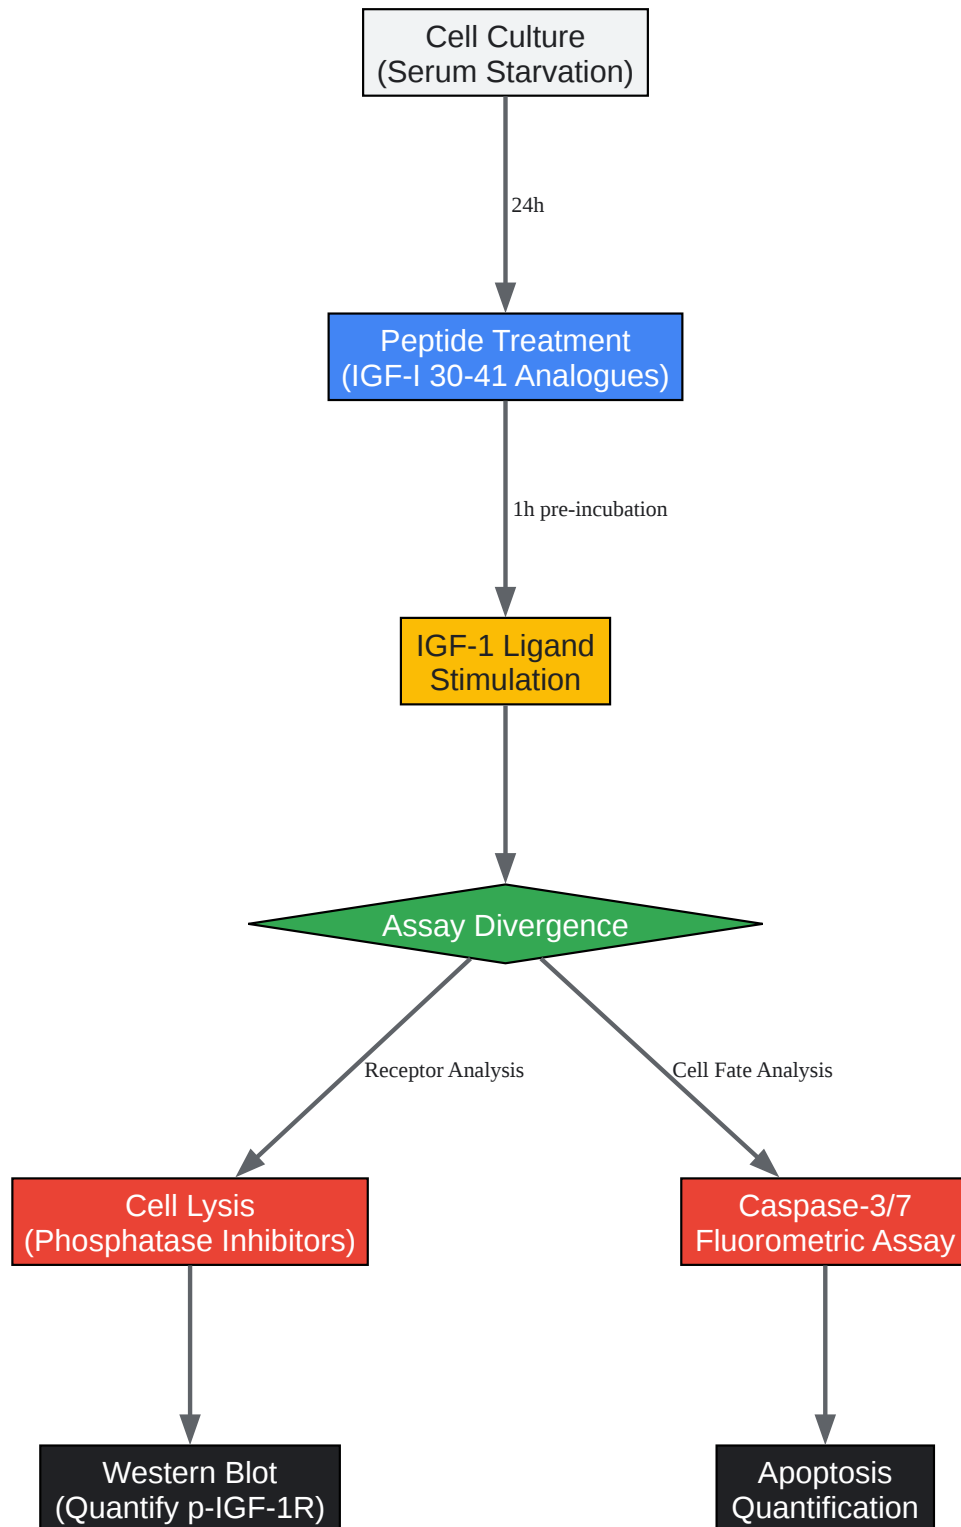 Cell Culture
(Serum Starvation)
24h
Peptide Treatment
(IGF-I 30-41 Analogues)
1h pre-incubation
IGF-1 Ligand
Stimulation
Assay Divergence
Receptor Analysis
Cell Fate Analysis
Cell Lysis
(Phosphatase Inhibitors)
Caspase-3/7
Fluorometric Assay
Western Blot
(Quantify p-IGF-1R)
Apoptosis
Quantification